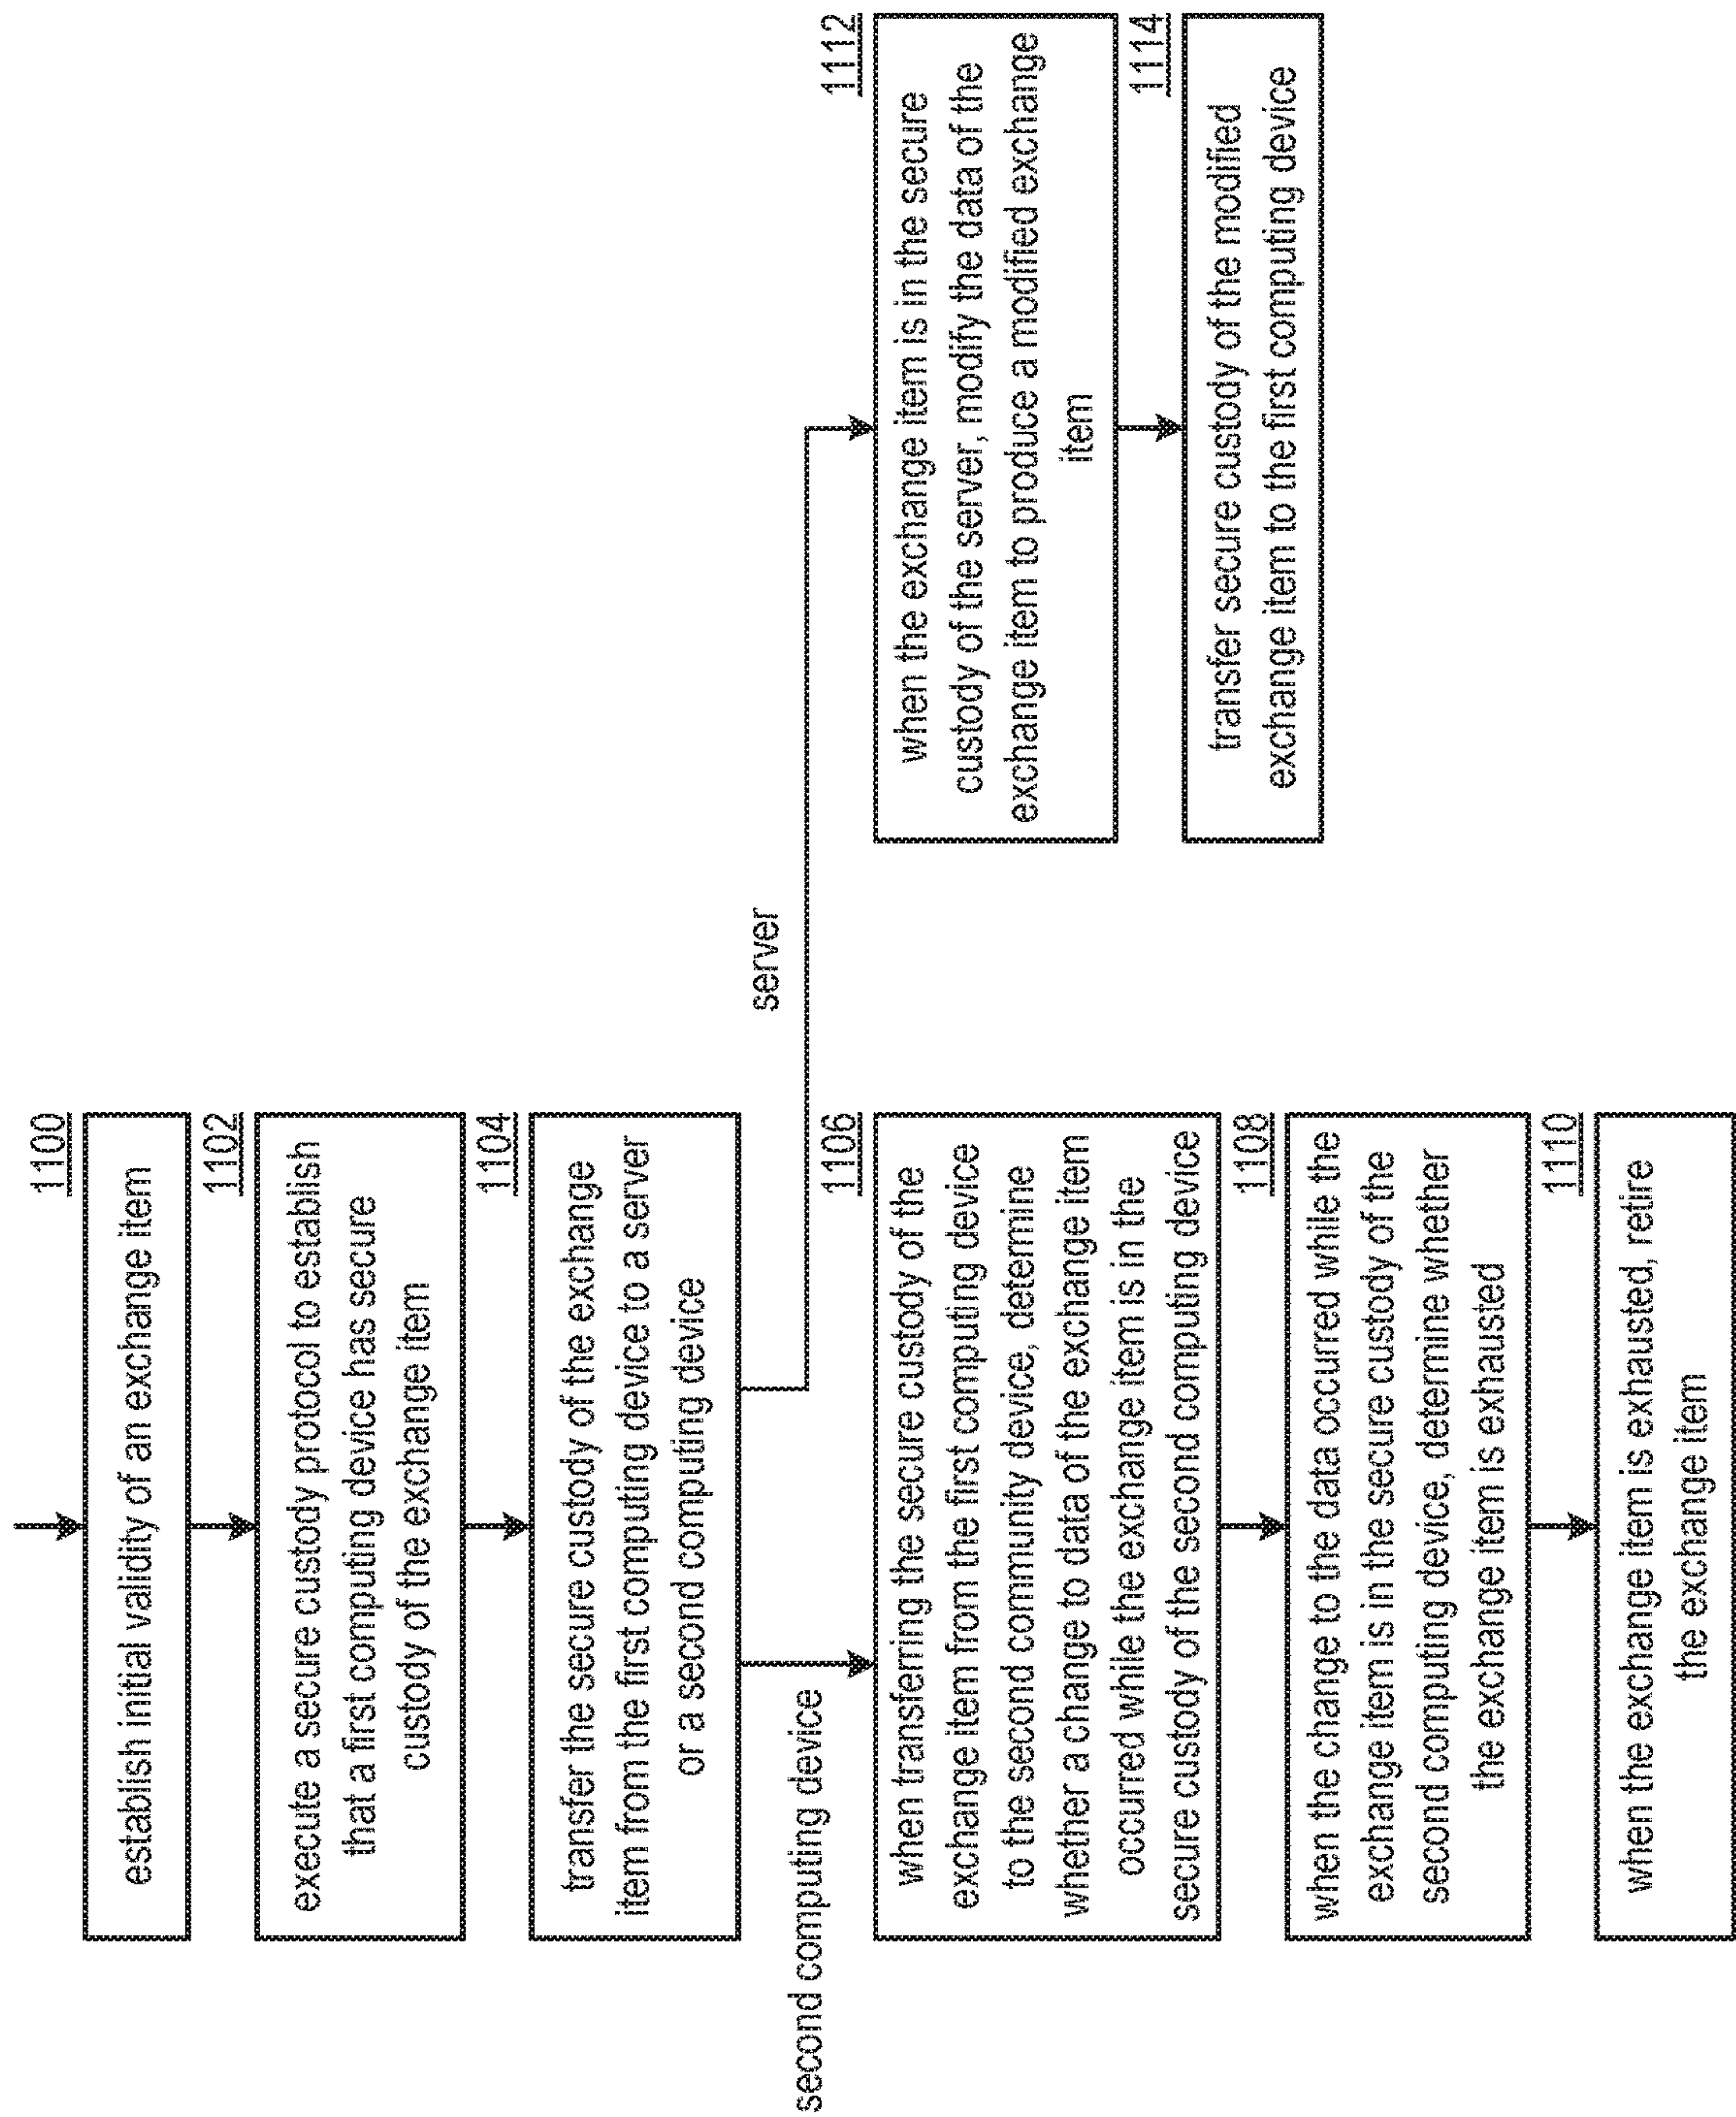 1100
establish initial validity of an exchange item
1102
execute a secure custody protocol to establish
that a first computing device has secure
custody of the exchange item
1104
transfer the secure custody of the exchange
item from the first computing device to a server
or a second computing device
second computing device
server
1106
when transferring the secure custody of the
exchange item from the first computing device
to the second community device, determine
whether a change to data of the exchange item
occurred while the exchange item is in the
secure custody of the second computing device
1108
when the change to the data occurred while the
exchange item is in the secure custody of the
second computing device, determine whether
the exchange item is exhausted
1110
when the exchange item is exhausted, retire
the exchange item
1112
when the exchange item is in the secure
custody of the server, modify the data of the
exchange item to produce a modified exchange
item
1114
transfer secure custody of the modified
exchange item to the first computing device